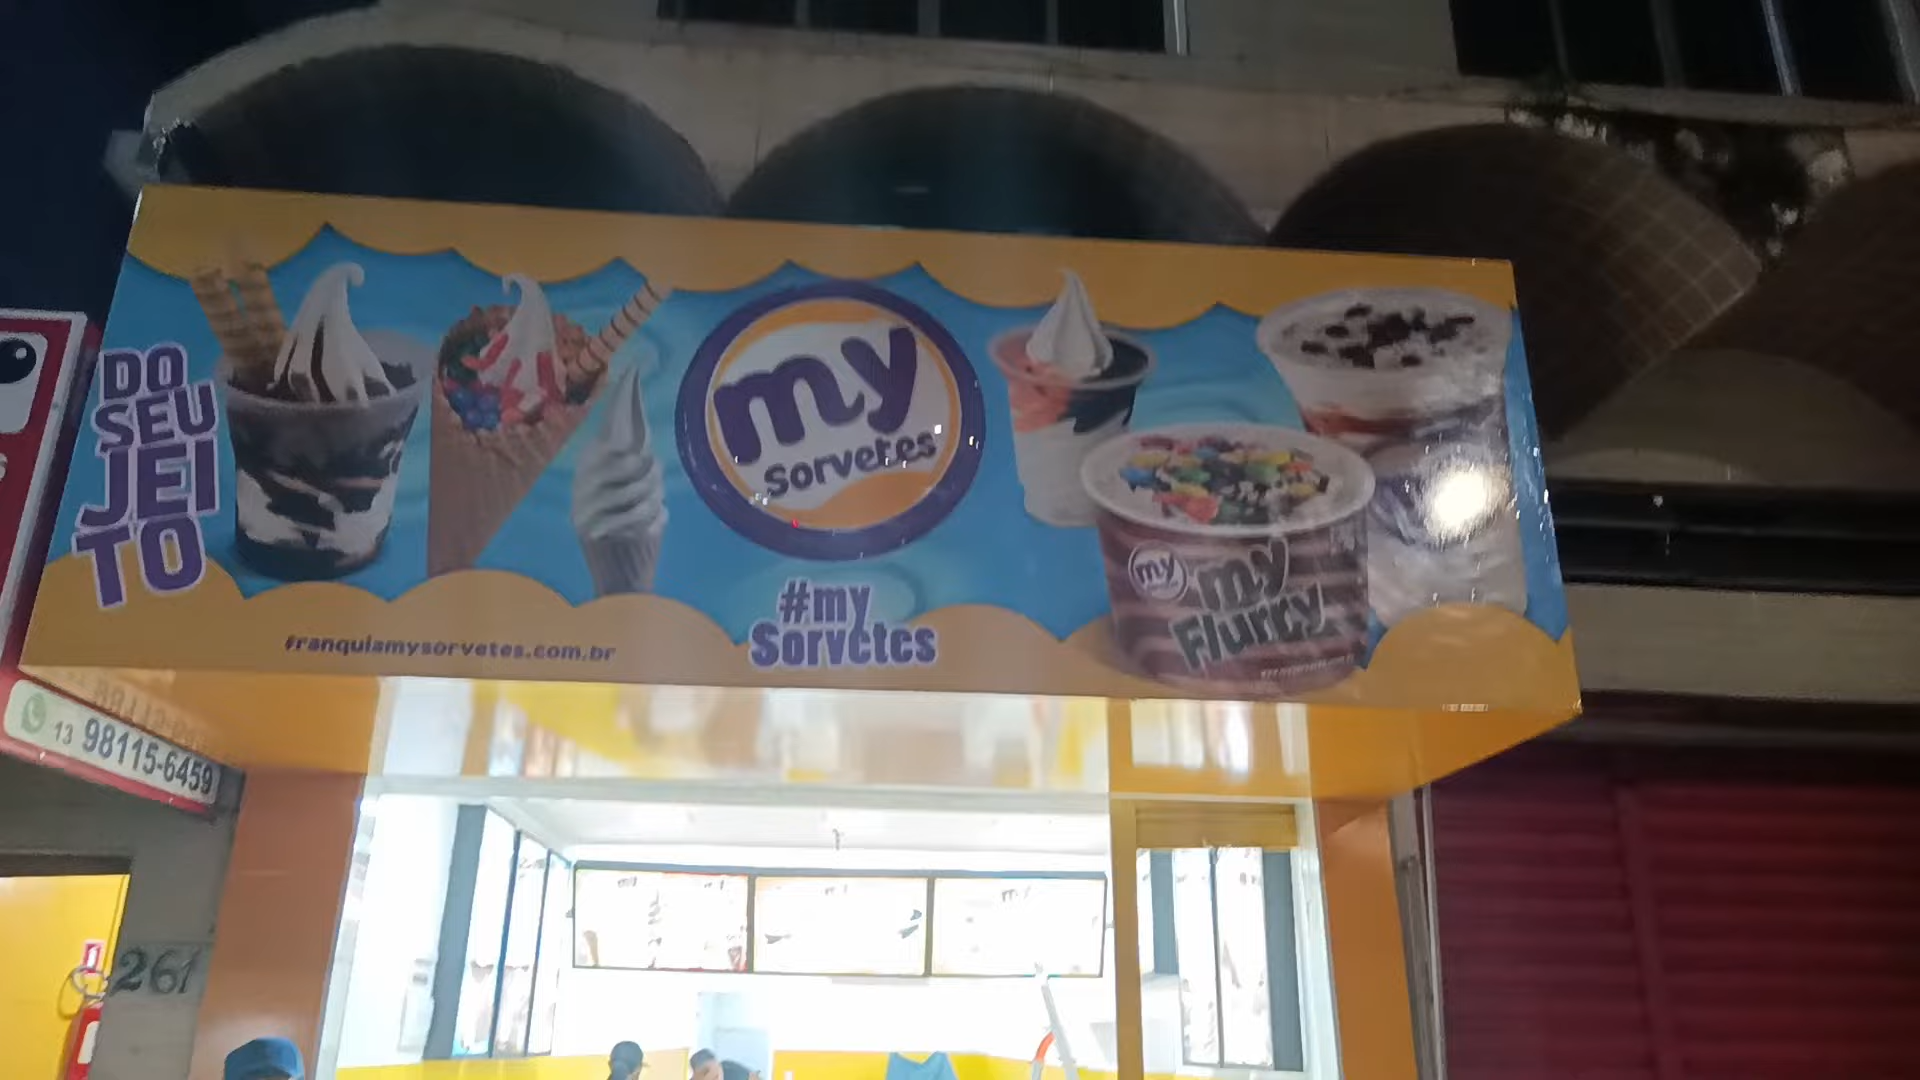 DO
SEU
JEI
TO
my
Sorvetes
#my
Sorvetes
franquiamysorvetes.com.br
my
my
Flurry
13 98115-6459
261